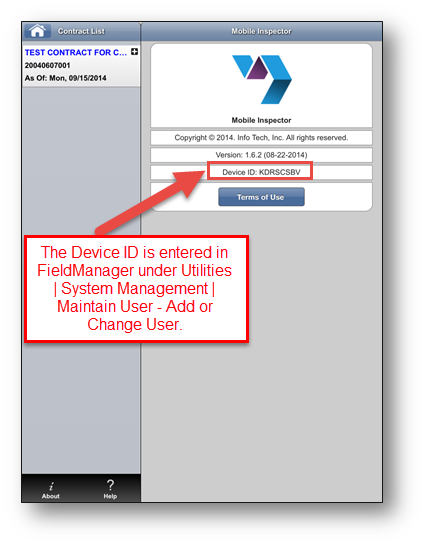 Contract List
Mobile Inspector
TEST CONTRACT FOR C...
20040607001
As Of: Mon, 09/15/2014
Mobile Inspector
Copyright © 2014. Info Tech, Inc. All rights reserved.
Version: 1.6.2 (08-22-2014)
Device ID: KDRSCSBV
Terms of Use
The Device ID is entered in
FieldManager under Utilities
| System Management |
Maintain User - Add or
Change User.
About
Help